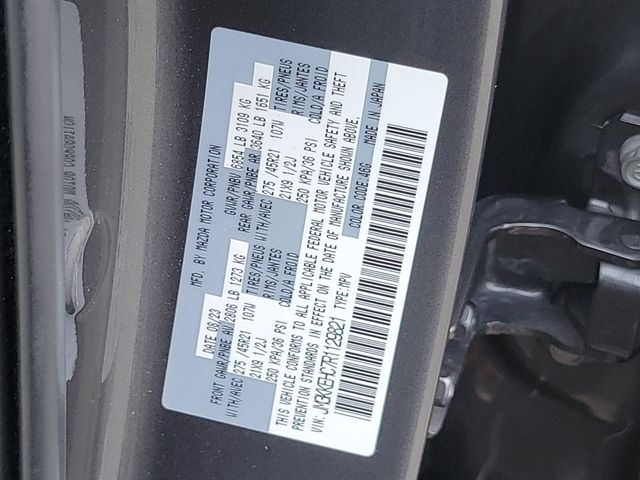 MFD. BY MAZDA MOTOR CORPORATION
DATE 08/23 GVWR/PNBV 6854 LB 3109 KG
FRONT GAWR/PNBE AV 2806 LB 1273 KG REAR GAWR/PNBE AR 3640 LB 1651 KG
WITH/AVEC TIRES/PNEUS WITH/AVEC TIRES/PNEUS
275 /45R21 107W RIMS/JANTES 275 /45R21 107W RIMS/JANTES
21X9 1/2J COLD/A FROID 21X9 1/2J COLD/A FROID
250 KPA/36 PSI 250 KPA/36 PSI
THIS VEHICLE CONFORMS TO ALL APPLICABLE FEDERAL MOTOR VEHICLE SAFETY AND THEFT
PREVENTION STANDARDS IN EFFECT ON THE DATE OF MANUFACTURE SHOWN ABOVE.
VIN: TYPE:MPV COLOR CODE:46G MADE IN JAPAN